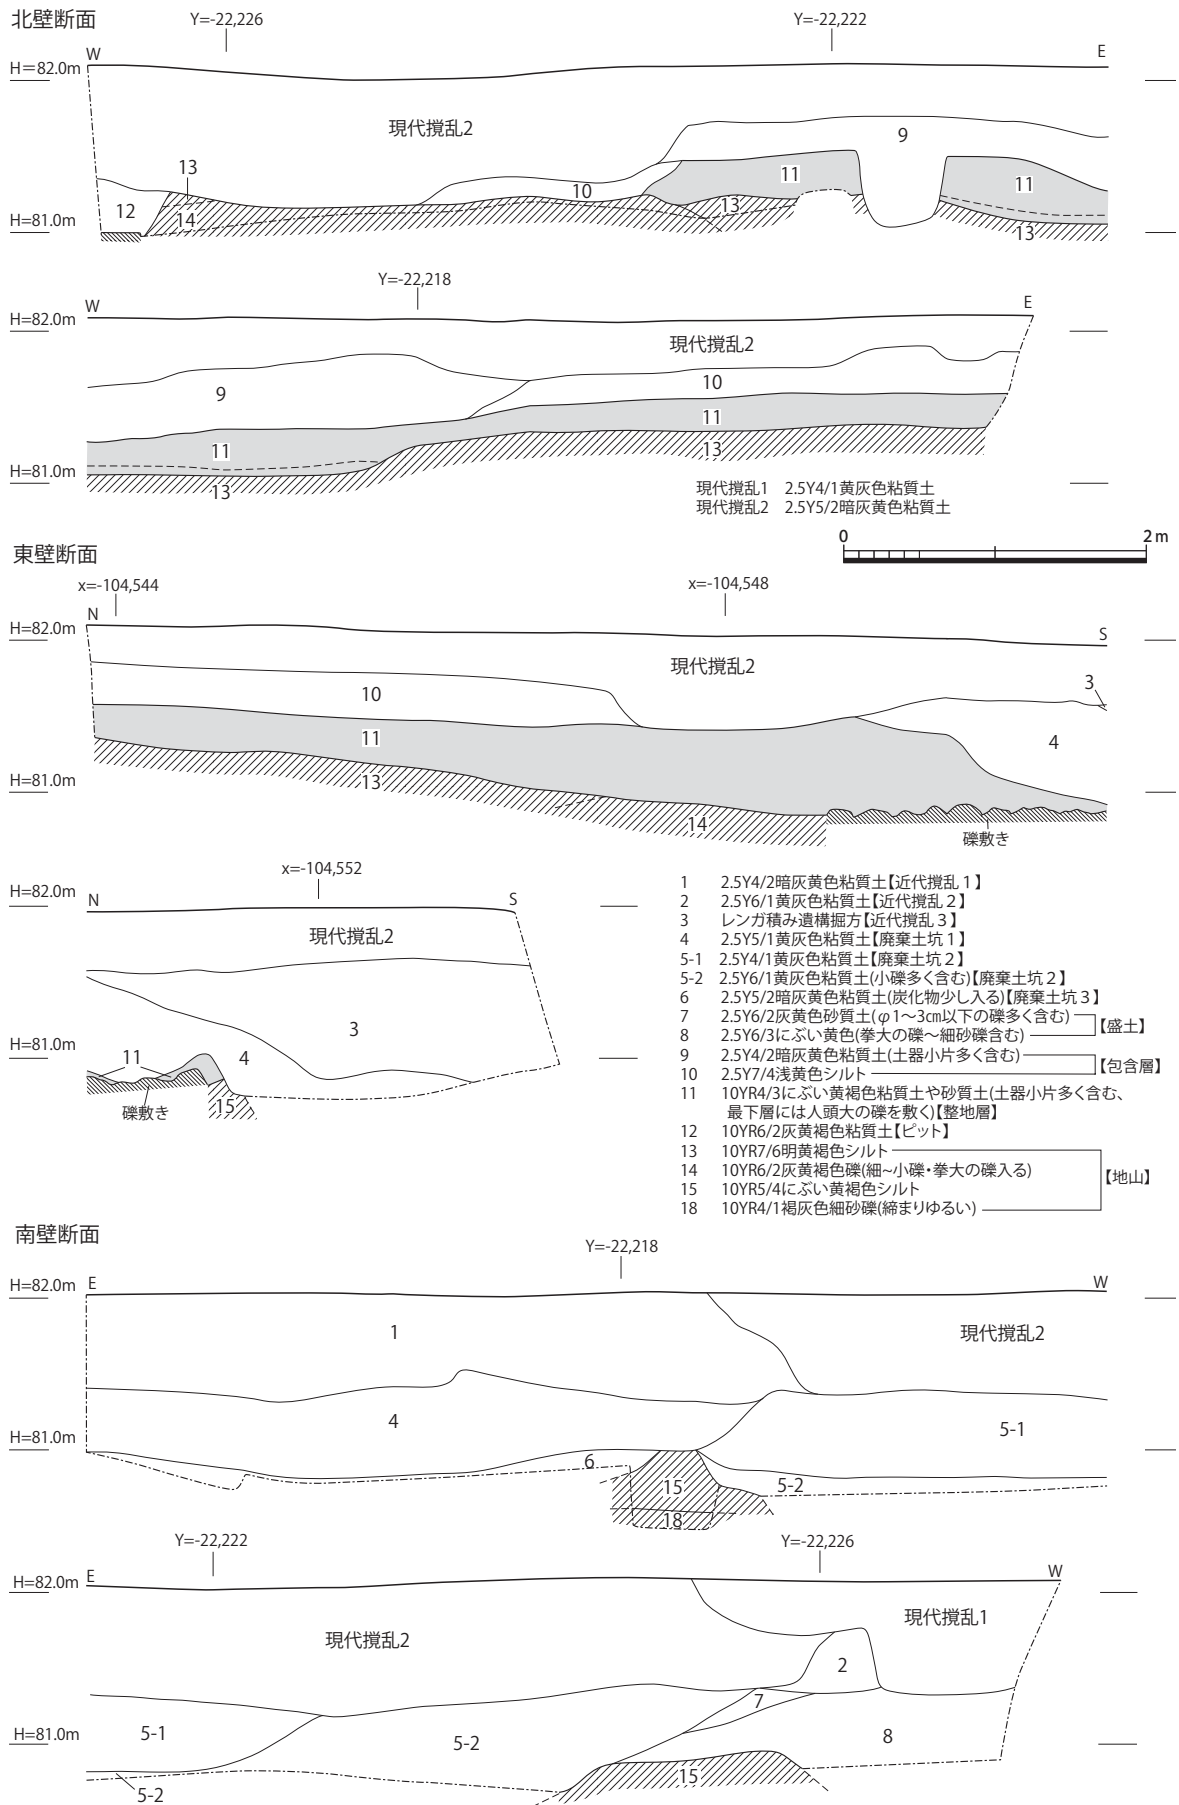 北壁断面
Y=-22,226
Y=-22,222
W
E
H=82.0m
現代撹乱2
9
13
11
11
10
12
14
13
H=81.0m
13
Y=-22,218
W
E
H=82.0m
現代撹乱2
9
10
11
11
13
H=81.0m
13
現代撹乱1 2.5Y4/1黄灰色粘質土
現代撹乱2 2.5Y5/2暗灰黄色粘質土
0 2m
東壁断面
x=-104,544
x=-104,548
N
H=82.0m
S
現代撹乱2
3
10
11
4
H=81.0m
13
14
礫敷き
x=-104,552
H=82.0m
N
S
現代撹乱2
3
H=81.0m
11
4
礫敷き
15
1 2.5Y4/2暗灰黄色粘質土【近代撹乱1】
2 2.5Y6/1黄灰色粘質土【近代撹乱2】
3 レンガ積み遺構掘方【近代撹乱3】
4 2.5Y5/1黄灰色粘質土【廃棄土坑1】
5-1 2.5Y4/1黄灰色粘質土【廃棄土坑2】
5-2 2.5Y6/1黄灰色粘質土(小礫多く含む)【廃棄土坑2】
6 2.5Y5/2暗灰黄色粘質土(炭化物少し入る)【廃棄土坑3】
7 2.5Y6/2灰黄色砂質土(φ1～3㎝以下の礫多く含む)
【盛土】
8 2.5Y6/3にぶい黄色(拳大の礫～細砂礫含む)
9 2.5Y4/2暗灰黄色粘質土(土器小片多く含む)
【包含層】
10 2.5Y7/4浅黄色シルト
11 10YR4/3にぶい黄褐色粘質土や砂質土(土器小片多く含む、
最下層には人頭大の礫を敷く)【整地層】
12 10YR6/2灰黄褐色粘質土【ピット】
13 10YR7/6明黄褐色シルト
14 10YR6/2灰黄褐色礫(細~小礫・拳大の礫入る)
【地山】
15 10YR5/4にぶい黄褐色シルト
18 10YR4/1褐灰色細砂礫(締まりゆるい)
南壁断面
Y=-22,218
H=82.0m
E
W
1
現代撹乱2
4
5-1
H=81.0m
6
15
5-2
18
Y=-22,222
Y=-22,226
H=82.0m
E
W
現代撹乱2
現代撹乱1
2
7
H=81.0m
5-1
5-2
8
15
5-2